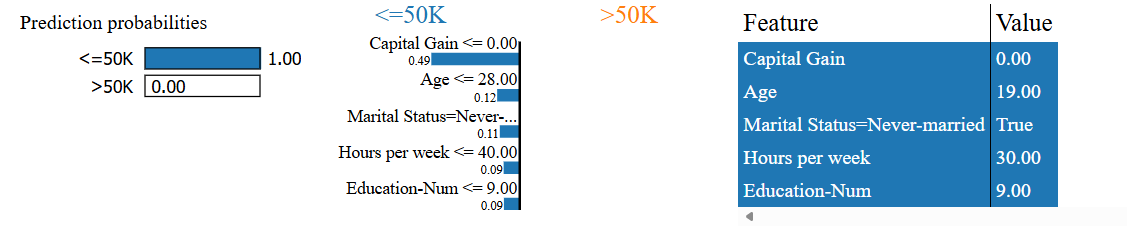 Prediction probabilities
<=50K 1.00
>50K 0.00
<=50K >50K
Capital Gain <= 0.00
0.49
Age <= 28.00
0.12
Marital Status=Never-...
0.11
Hours per week <= 40.00
0.09
Education-Num <= 9.00
0.09
Feature Value
Capital Gain 0.00
Age 19.00
Marital Status=Never-married True
Hours per week 30.00
Education-Num 9.00